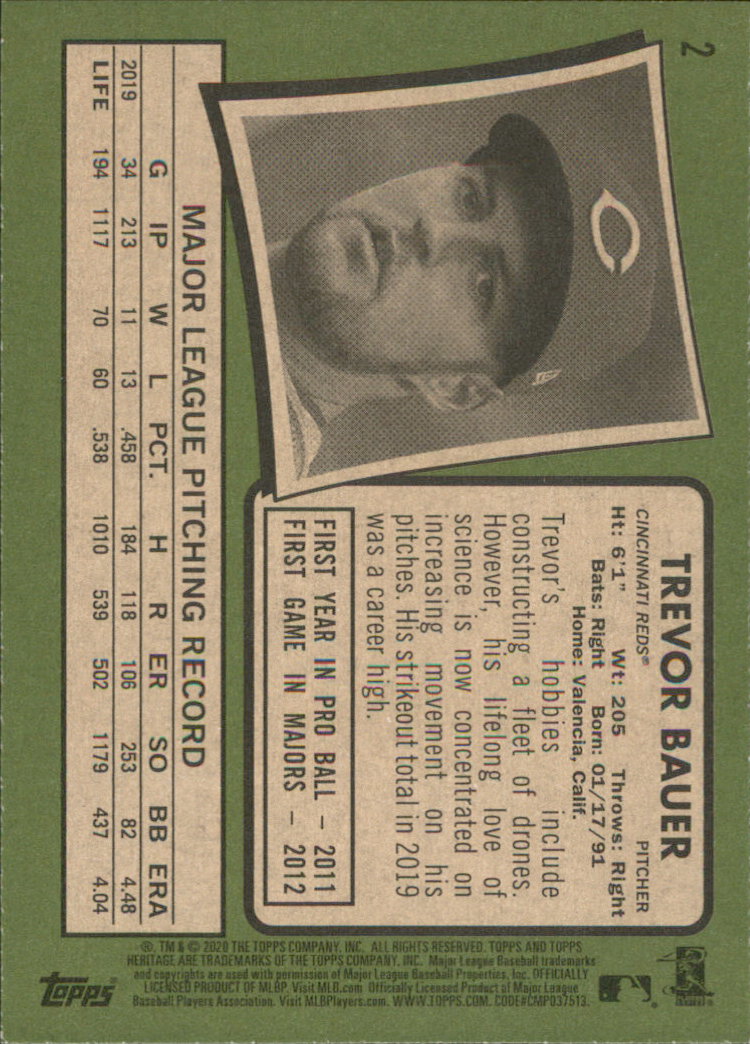 2
TREVOR BAUER
CINCINNATI REDS® PITCHER
Ht: 6'1" Wt: 205 Throws: Right
Bats: Right Born: 01/17/91
Home: Valencia, Calif.
Trevor's hobbies include
constructing a fleet of drones.
However, his lifelong love of
science is now concentrated on
increasing movement on his
pitches. His strikeout total in 2019
was a career high.
FIRST YEAR IN PRO BALL – 2011
FIRST GAME IN MAJORS – 2012
MAJOR LEAGUE PITCHING RECORD
G IP W L PCT. H R ER SO BB ERA
2019 34 213 11 13 .458 184 118 106 253 82 4.48
LIFE 194 1117 70 60 .538 1010 539 502 1179 437 4.04
®, TM & © 2020 THE TOPPS COMPANY, INC. ALL RIGHTS RESERVED. TOPPS AND TOPPS
HERITAGE ARE TRADEMARKS OF THE TOPPS COMPANY, INC. Major League Baseball trademarks
and copyrights are used with permission of Major League Baseball Properties, Inc. OFFICIALLY
LICENSED PRODUCT OF MLBP. Visit MLB.com Officially Licensed Product of Major League
Baseball Players Association. Visit MLBPlayers.com. WWW.TOPPS.COM. CODE#CMP037513.
topps®